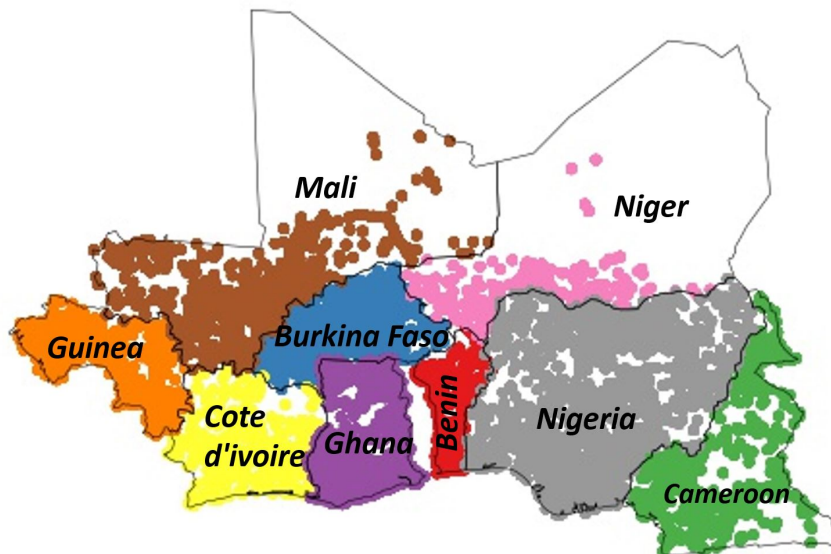 Mali
Niger
Guinea
Burkina Faso
Cote
d'ivoire
Ghana
Benin
Nigeria
Cameroon